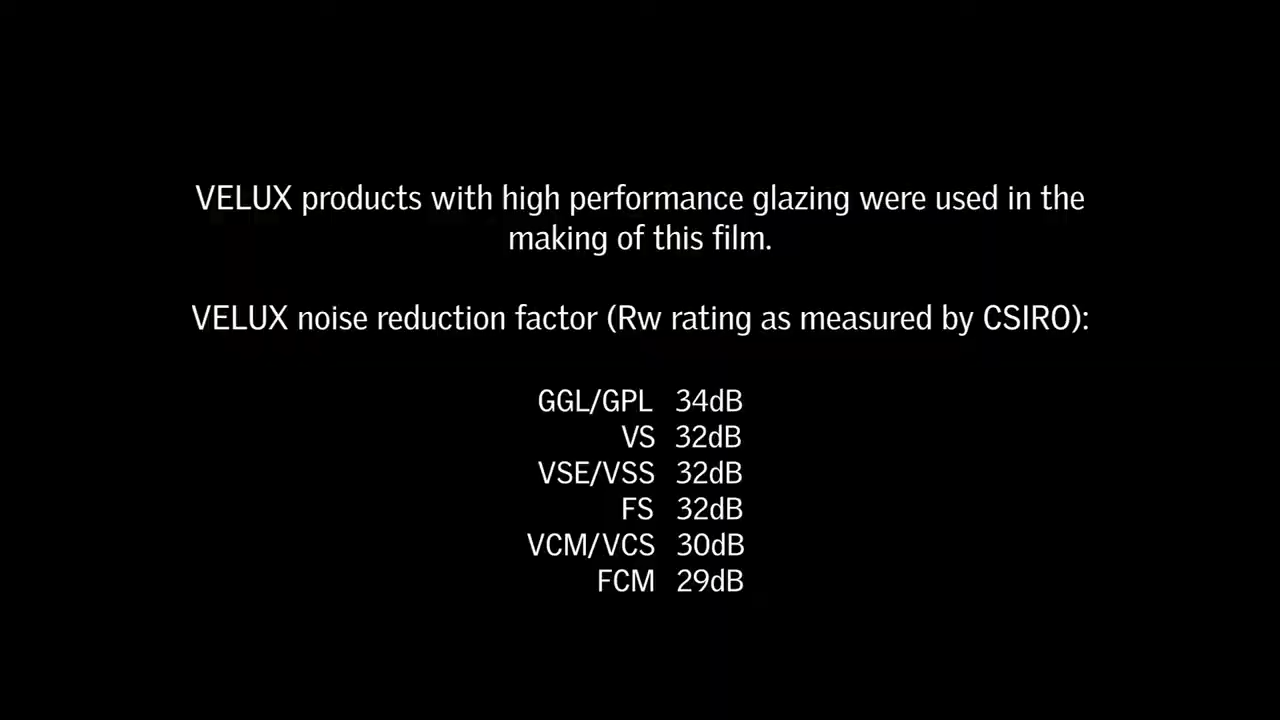 VELUX products with high performance glazing were used in the
making of this film.
VELUX noise reduction factor (Rw rating as measured by CSIRO):
GGL/GPL 34dB
VS 32dB
VSE/VSS 32dB
FS 32dB
VCM/VCS 30dB
FCM 29dB